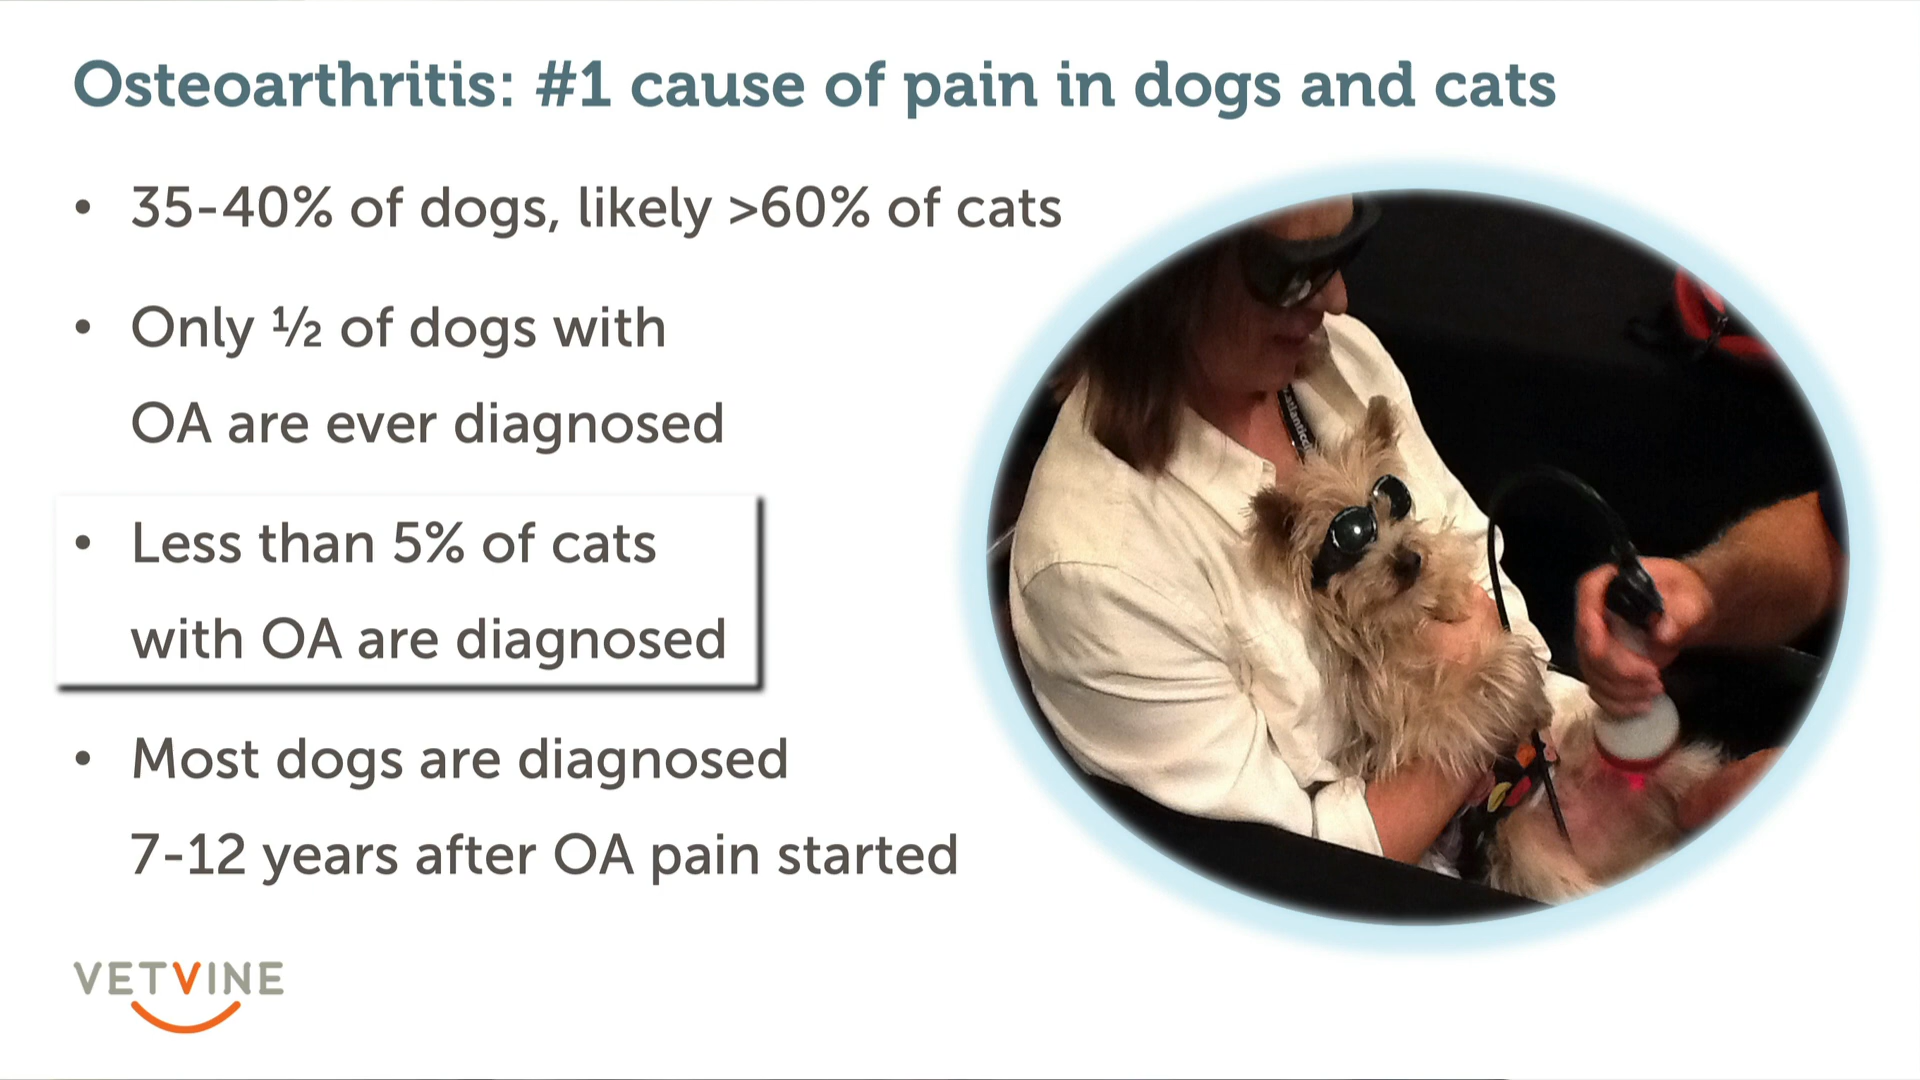 Osteoarthritis: #1 cause of pain in dogs and cats
• 35-40% of dogs, likely >60% of cats
• Only ½ of dogs with
OA are ever diagnosed
• Less than 5% of cats
with OA are diagnosed
• Most dogs are diagnosed
7-12 years after OA pain started
VETVINE